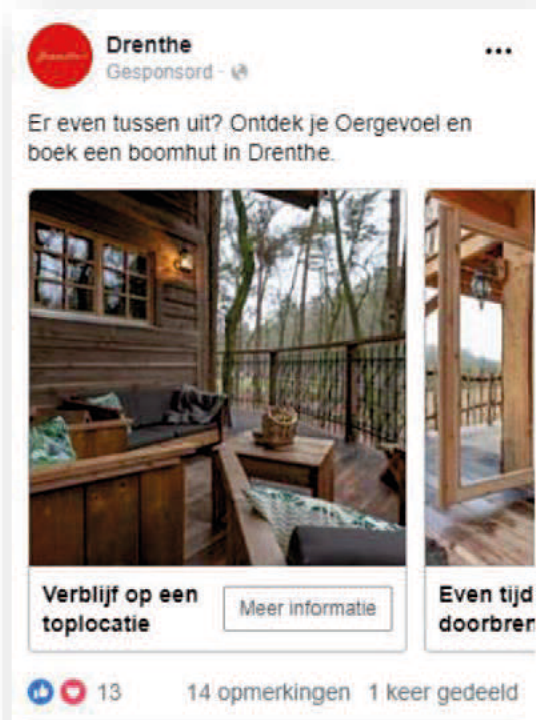 Drenthe
Gesponsord ·
Er even tussen uit? Ontdek je Oergevoel en
boek een boomhut in Drenthe.
Verblijf op een
toplocatie
Meer informatie
Even tijd
13
14 opmerkingen 1 keer gedeeld